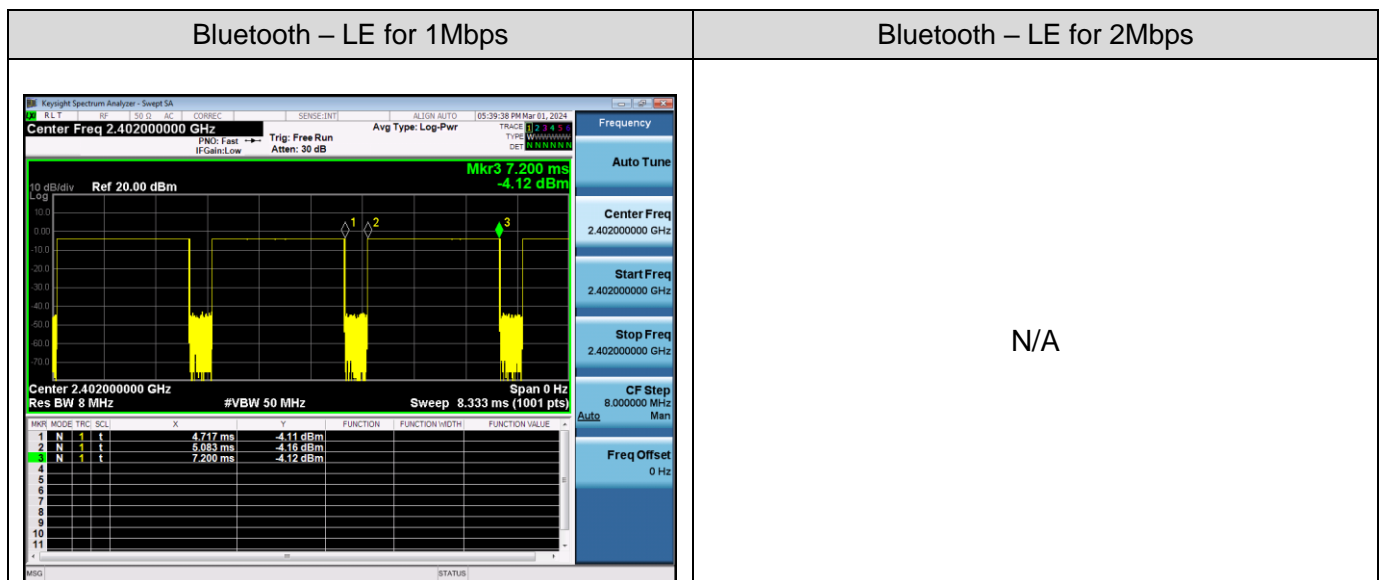 Bluetooth – LE for 1Mbps
Bluetooth – LE for 2Mbps
Keysight Spectrum Analyzer - Swept SA
RLT RF 50 Ω AC CORREC SENSE:INT ALIGN AUTO 05:39:38 PM Mar 01, 2024
Center Freq 2.402000000 GHz
PNO: Fast
IFGain:Low
Trig: Free Run
Atten: 30 dB
Avg Type: Log-Pwr
TRACE 1 2 3 4 5 6
TYPE
DET N N N N N N
Mkr3 7.200 ms
-4.12 dBm
10 dB/div Ref 20.00 dBm
Log
10.0
0.00
-10.0
-20.0
-30.0
-40.0
-50.0
-60.0
-70.0
1 2 3
Center 2.402000000 GHz Span 0 Hz
Res BW 8 MHz #VBW 50 MHz Sweep 8.333 ms (1001 pts)
MKR MODE TRC SCL X Y FUNCTION FUNCTION WIDTH FUNCTION VALUE
1 N 1 t 4.717 ms -4.11 dBm
2 N 1 t 5.083 ms -4.16 dBm
3 N 1 t 7.200 ms -4.12 dBm
4
5
6
7
8
9
10
11
MSG STATUS
Frequency
Auto Tune
Center Freq
2.402000000 GHz
Start Freq
2.402000000 GHz
Stop Freq
2.402000000 GHz
CF Step
8.000000 MHz
Auto Man
Freq Offset
0 Hz
N/A